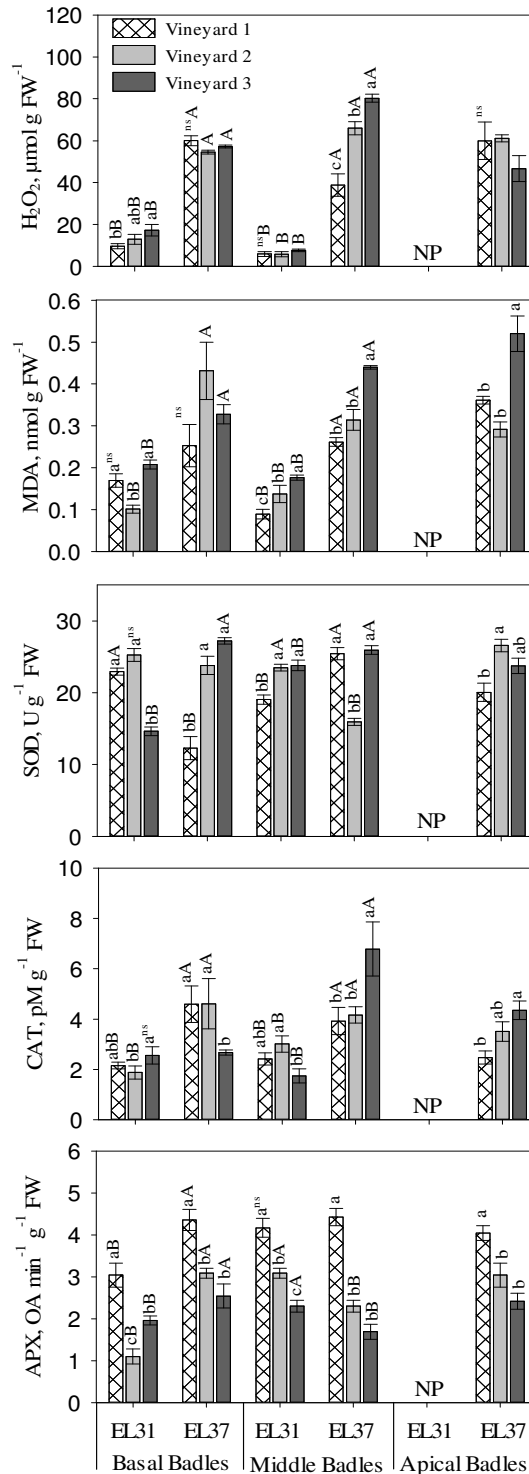 120
100
80
60
40
20
0
H₂O₂, µmol g FW⁻¹
Vineyard 1
Vineyard 2
Vineyard 3
bB abB aB
ns A A A
ns B B B
cA bA aA
NP
ns
0.6
0.5
0.4
0.3
0.2
0.1
0.0
MDA, nmol g FW⁻¹
a ns bB aB
ns A A
cB bB aB
bA bA aA
NP
b b a
30
20
10
0
SOD, U g⁻¹ FW
aA a ns bB
bB a aA
bB aA aB
aA bB aA
NP
b a ab
10
8
6
4
2
0
CAT, pM g⁻¹ FW
abB bB a ns
aA aA b
abB aB bB
bA bA aA
NP
b ab a
6
5
4
3
2
1
0
APX, OA min⁻¹ g⁻¹ FW
aB cB bB
aA bA bA
a ns bA cA
a bB bB
NP
a b b
EL31 EL37 EL31 EL37 EL31 EL37
Basal Badles Middle Badles Apical Badles